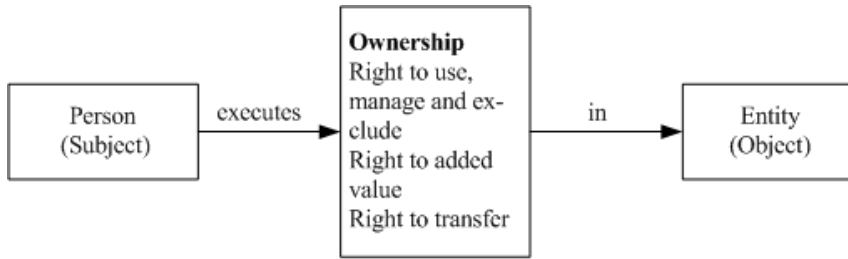 Person
(Subject)
executes
Ownership
Right to use,
manage and ex-
clude
Right to added
value
Right to transfer
in
Entity
(Object)